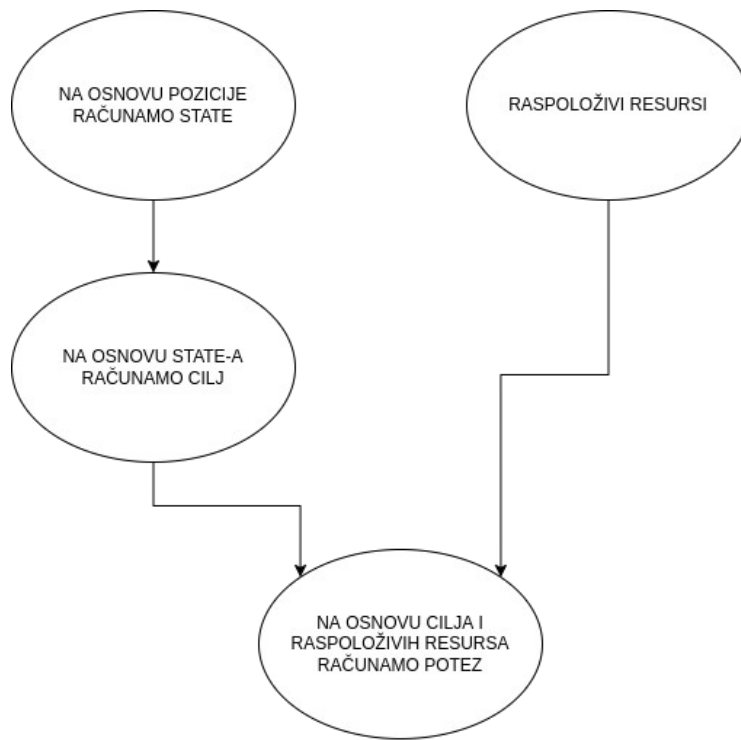 NA OSNOVU POZICIJE
RAČUNAMO STATE
RASPOLOŽIVI RESURSI
NA OSNOVU STATE-A
RAČUNAMO CILJ
NA OSNOVU CILJA I
RASPOLOŽIVIH RESURSA
RAČUNAMO POTEZ